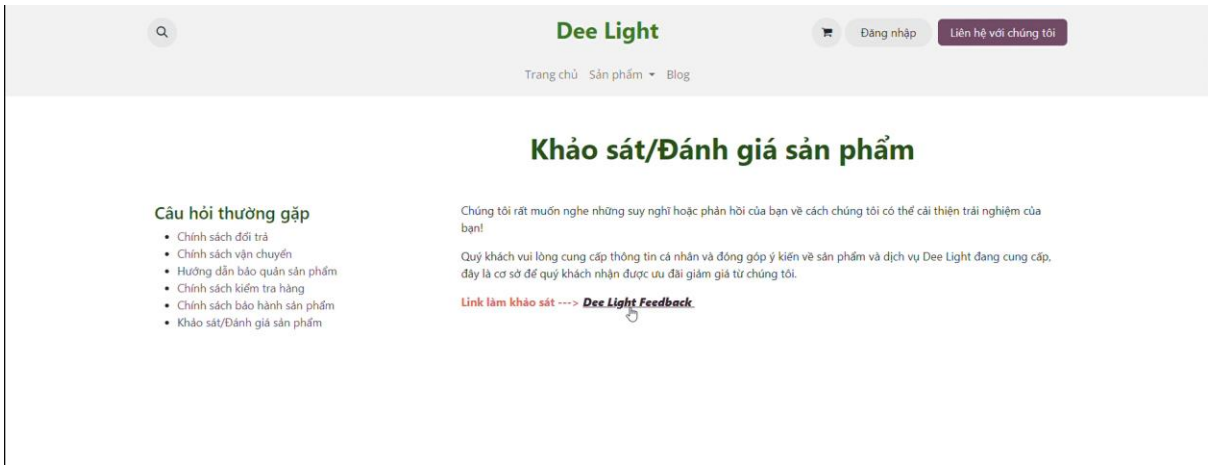 Dee Light
Đăng nhập
Liên hệ với chúng tôi
Trang chủ Sản phẩm Blog
Khảo sát/Đánh giá sản phẩm
Câu hỏi thường gặp
Chính sách đổi trả
Chính sách vận chuyển
Hướng dẫn bảo quản sản phẩm
Chính sách kiểm tra hàng
Chính sách bảo hành sản phẩm
Khảo sát/Đánh giá sản phẩm
Chúng tôi rất muốn nghe những suy nghĩ hoặc phản hồi của bạn về cách chúng tôi có thể cải thiện trải nghiệm của
bạn!
Quý khách vui lòng cung cấp thông tin cá nhân và đóng góp ý kiến về sản phẩm và dịch vụ Dee Light đang cung cấp,
đây là cơ sở để quý khách nhận được ưu đãi giảm giá từ chúng tôi.
Link làm khảo sát ---> Dee Light Feedback